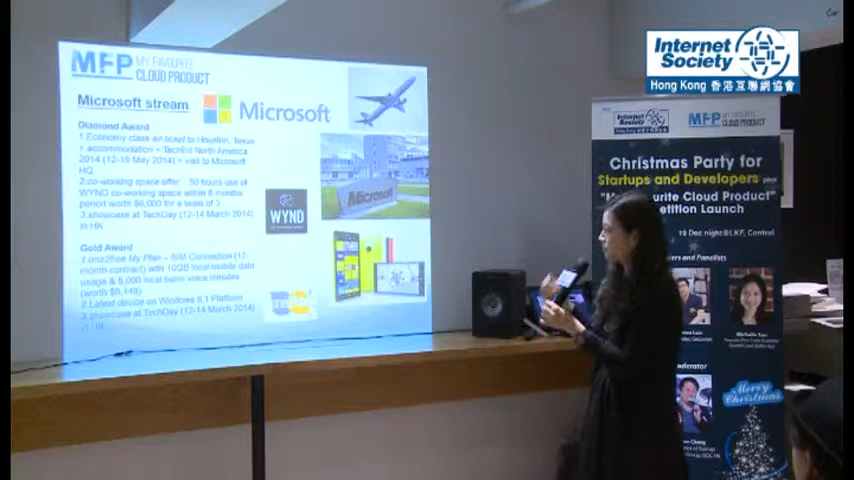 MFP MY FAVOURITE
CLOUD PRODUCT
Microsoft stream
Microsoft
Diamond Award
1.Economy class air-ticket to Houston, Texas
+ accommodation + TechEd North America
2014 (12-15 May 2014) + visit to Microsoft
HQ
2.co-working space offer : 50 hours use of
WYND co-working space within 6 months
period worth $6,000 for a team of 3
3.showcase at TechDay (12-14 March 2014)
in HK
Gold Award
1.one2free My Plan – SIM Connection (12-
month contract) with 10GB local mobile data
usage & 5,000 local basic voice minutes
2.Latest device on Windows 8.1 Platform
3.showcase at TechDay (12-14 March 2014)
Microsoft
WYND
Internet
Society
Hong Kong 香港互聯網協會
Internet
Society
MFP MY FAVOURITE
CLOUD PRODUCT
Christmas Party for
Startups and Developers plus
Favourite Cloud Product"
Launch
19 Dec night@LKF, Central
and Panelists
Merry
Christmas